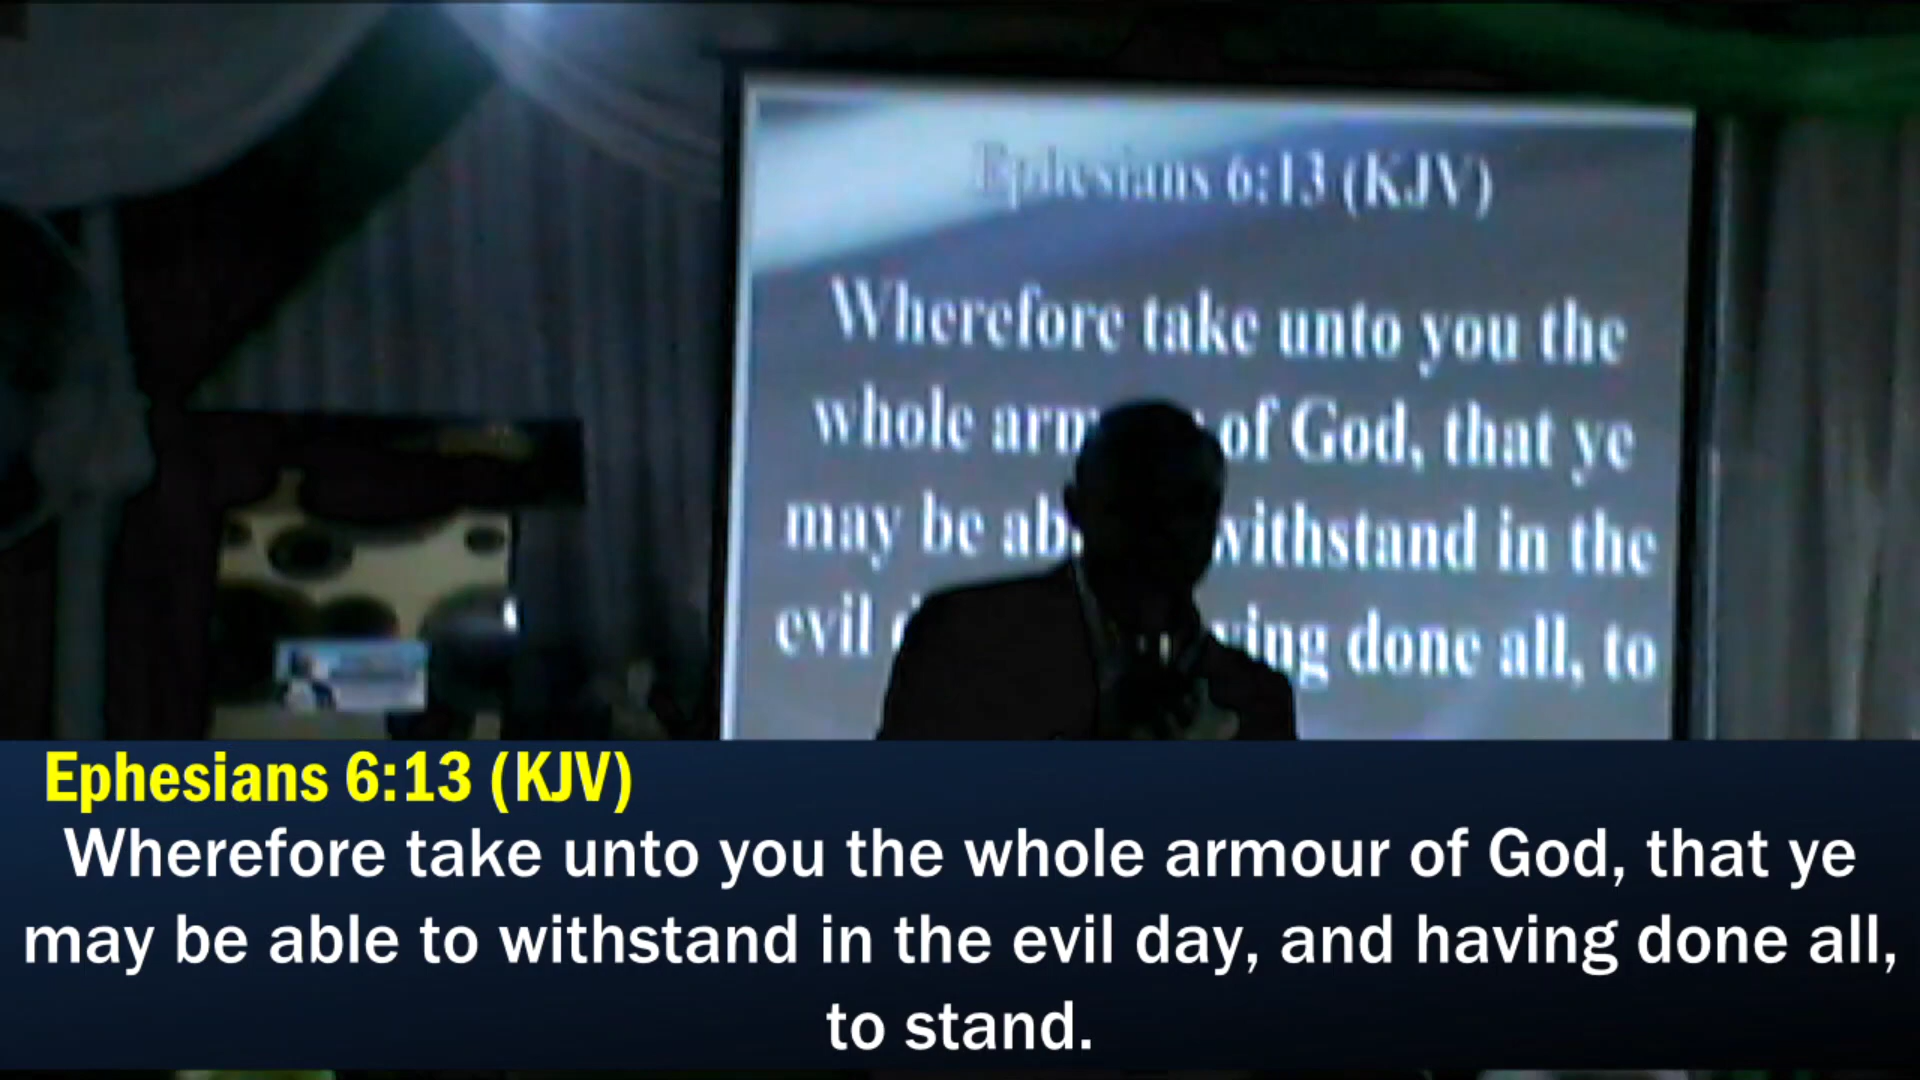 Ephesians 6:13 (KJV)
Wherefore take unto you the
whole of God, that ye
may be withstand in the
evil done all, to
Ephesians 6:13 (KJV)
Wherefore take unto you the whole armour of God, that ye
may be able to withstand in the evil day, and having done all,
to stand.